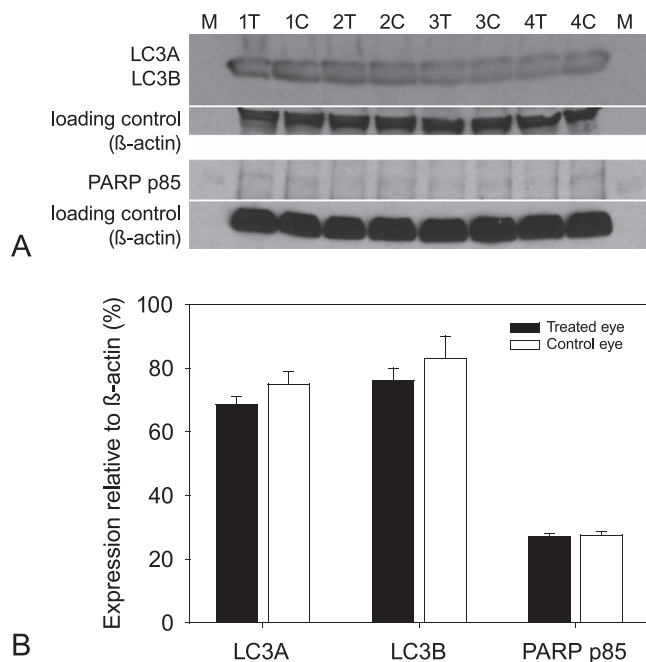 M 1T 1C 2T 2C 3T 3C 4T 4C M
LC3A
LC3B
loading control
(ß-actin)
PARP p85
loading control
(ß-actin)
A
Expression relative to ß-actin (%)
100
80
60
40
20
0
Treated eye
Control eye
LC3A LC3B PARP p85
B